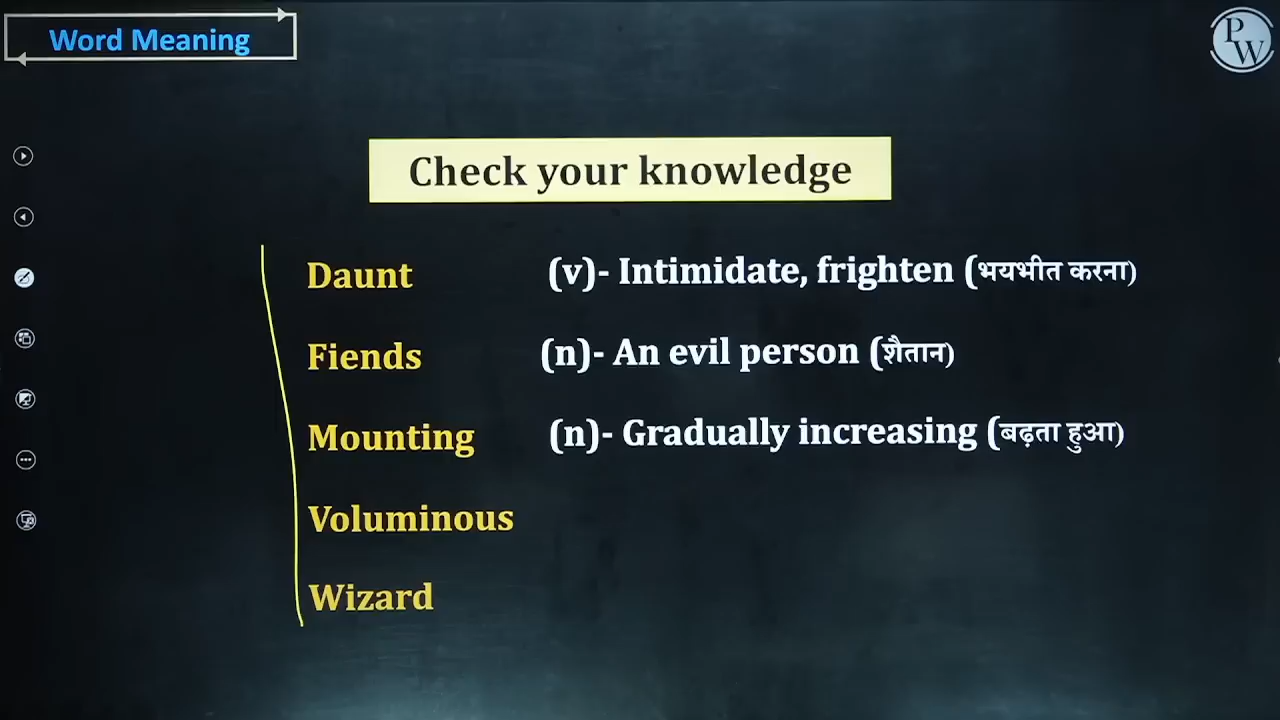 Word Meaning
PW
Check your knowledge
Daunt (v)- Intimidate, frighten (भयभीत करना)
Fiends (n)- An evil person (शैतान)
Mounting (n)- Gradually increasing (बढ़ता हुआ)
Voluminous
Wizard